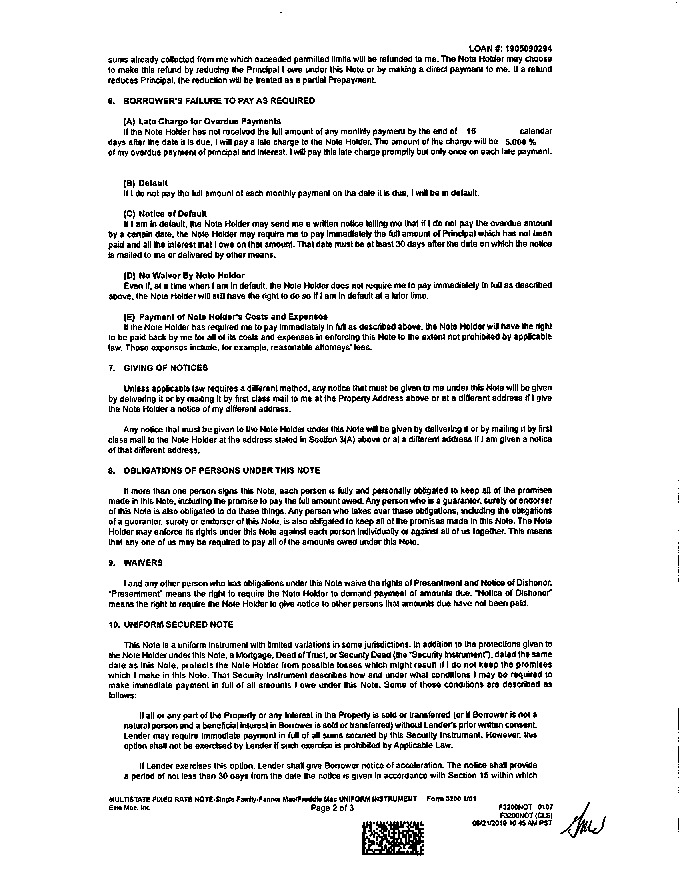 LOAN #: 1905090294
sums already collected from me which exceeded permitted limits will be refunded to me. The Note Holder may choose
to make this refund by reducing the Principal I owe under this Note or by making a direct payment to me. If a refund
reduces Principal, the reduction will be treated as a partial Prepayment.
6. BORROWER'S FAILURE TO PAY AS REQUIRED
(A) Late Charge for Overdue Payments
If the Note Holder has not received the full amount of any monthly payment by the end of 15 calendar
days after the date it is due, I will pay a late charge to the Note Holder. The amount of the charge will be 5.000 %
of my overdue payment of principal and interest. I will pay this late charge promptly but only once on each late payment.
(B) Default
If I do not pay the full amount of each monthly payment on the date it is due, I will be in default.
(C) Notice of Default
If I am in default, the Note Holder may send me a written notice telling me that if I do not pay the overdue amount
by a certain date, the Note Holder may require me to pay immediately the full amount of Principal which has not been
paid and all the interest that I owe on that amount. That date must be at least 30 days after the date on which the notice
is mailed to me or delivered by other means.
(D) No Waiver By Note Holder
Even if, at a time when I am in default, the Note Holder does not require me to pay immediately in full as described
above, the Note Holder will still have the right to do so if I am in default at a later time.
(E) Payment of Note Holder's Costs and Expenses
If the Note Holder has required me to pay immediately in full as described above, the Note Holder will have the right
to be paid back by me for all of its costs and expenses in enforcing this Note to the extent not prohibited by applicable
law. Those expenses include, for example, reasonable attorneys' fees.
7. GIVING OF NOTICES
Unless applicable law requires a different method, any notice that must be given to me under this Note will be given
by delivering it or by mailing it by first class mail to me at the Property Address above or at a different address if I give
the Note Holder a notice of my different address.
Any notice that must be given to the Note Holder under this Note will be given by delivering it or by mailing it by first
class mail to the Note Holder at the address stated in Section 3(A) above or at a different address if I am given a notice
of that different address.
8. OBLIGATIONS OF PERSONS UNDER THIS NOTE
If more than one person signs this Note, each person is fully and personally obligated to keep all of the promises
made in this Note, including the promise to pay the full amount owed. Any person who is a guarantor, surety or endorser
of this Note is also obligated to do these things. Any person who takes over these obligations, including the obligations
of a guarantor, surety or endorser of this Note, is also obligated to keep all of the promises made in this Note. The Note
Holder may enforce its rights under this Note against each person individually or against all of us together. This means
that any one of us may be required to pay all of the amounts owed under this Note.
9. WAIVERS
I and any other person who has obligations under this Note waive the rights of Presentment and Notice of Dishonor.
"Presentment" means the right to require the Note Holder to demand payment of amounts due. "Notice of Dishonor"
means the right to require the Note Holder to give notice to other persons that amounts due have not been paid.
10. UNIFORM SECURED NOTE
This Note is a uniform instrument with limited variations in some jurisdictions. In addition to the protections given to
the Note Holder under this Note, a Mortgage, Deed of Trust, or Security Deed (the "Security Instrument"), dated the same
date as this Note, protects the Note Holder from possible losses which might result if I do not keep the promises
which I make in this Note. That Security Instrument describes how and under what conditions I may be required to
make immediate payment in full of all amounts I owe under this Note. Some of those conditions are described as
follows:
If all or any part of the Property or any Interest in the Property is sold or transferred (or if Borrower is not a
natural person and a beneficial interest in Borrower is sold or transferred) without Lender's prior written consent,
Lender may require immediate payment in full of all sums secured by this Security Instrument. However, this
option shall not be exercised by Lender if such exercise is prohibited by Applicable Law.
If Lender exercises this option, Lender shall give Borrower notice of acceleration. The notice shall provide
a period of not less than 30 days from the date the notice is given in accordance with Section 15 within which
MULTISTATE FIXED RATE NOTE-Single Family-Fannie Mae/Freddie Mac UNIFORM INSTRUMENT Form 3200 1/01
Ellie Mae, Inc. Page 2 of 3 F3200NOT 0107
F3200NOT (CLS)
05/21/2019 10:45 AM PST